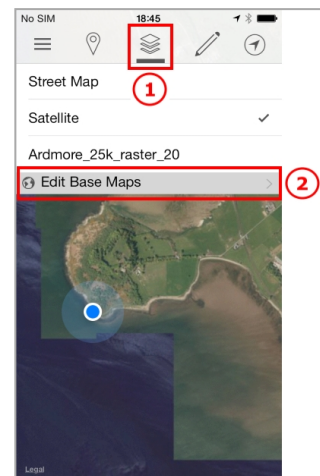 No SIM 18:45
1
Street Map
Satellite
Ardmore_25k_raster_20
Edit Base Maps
2
Legal